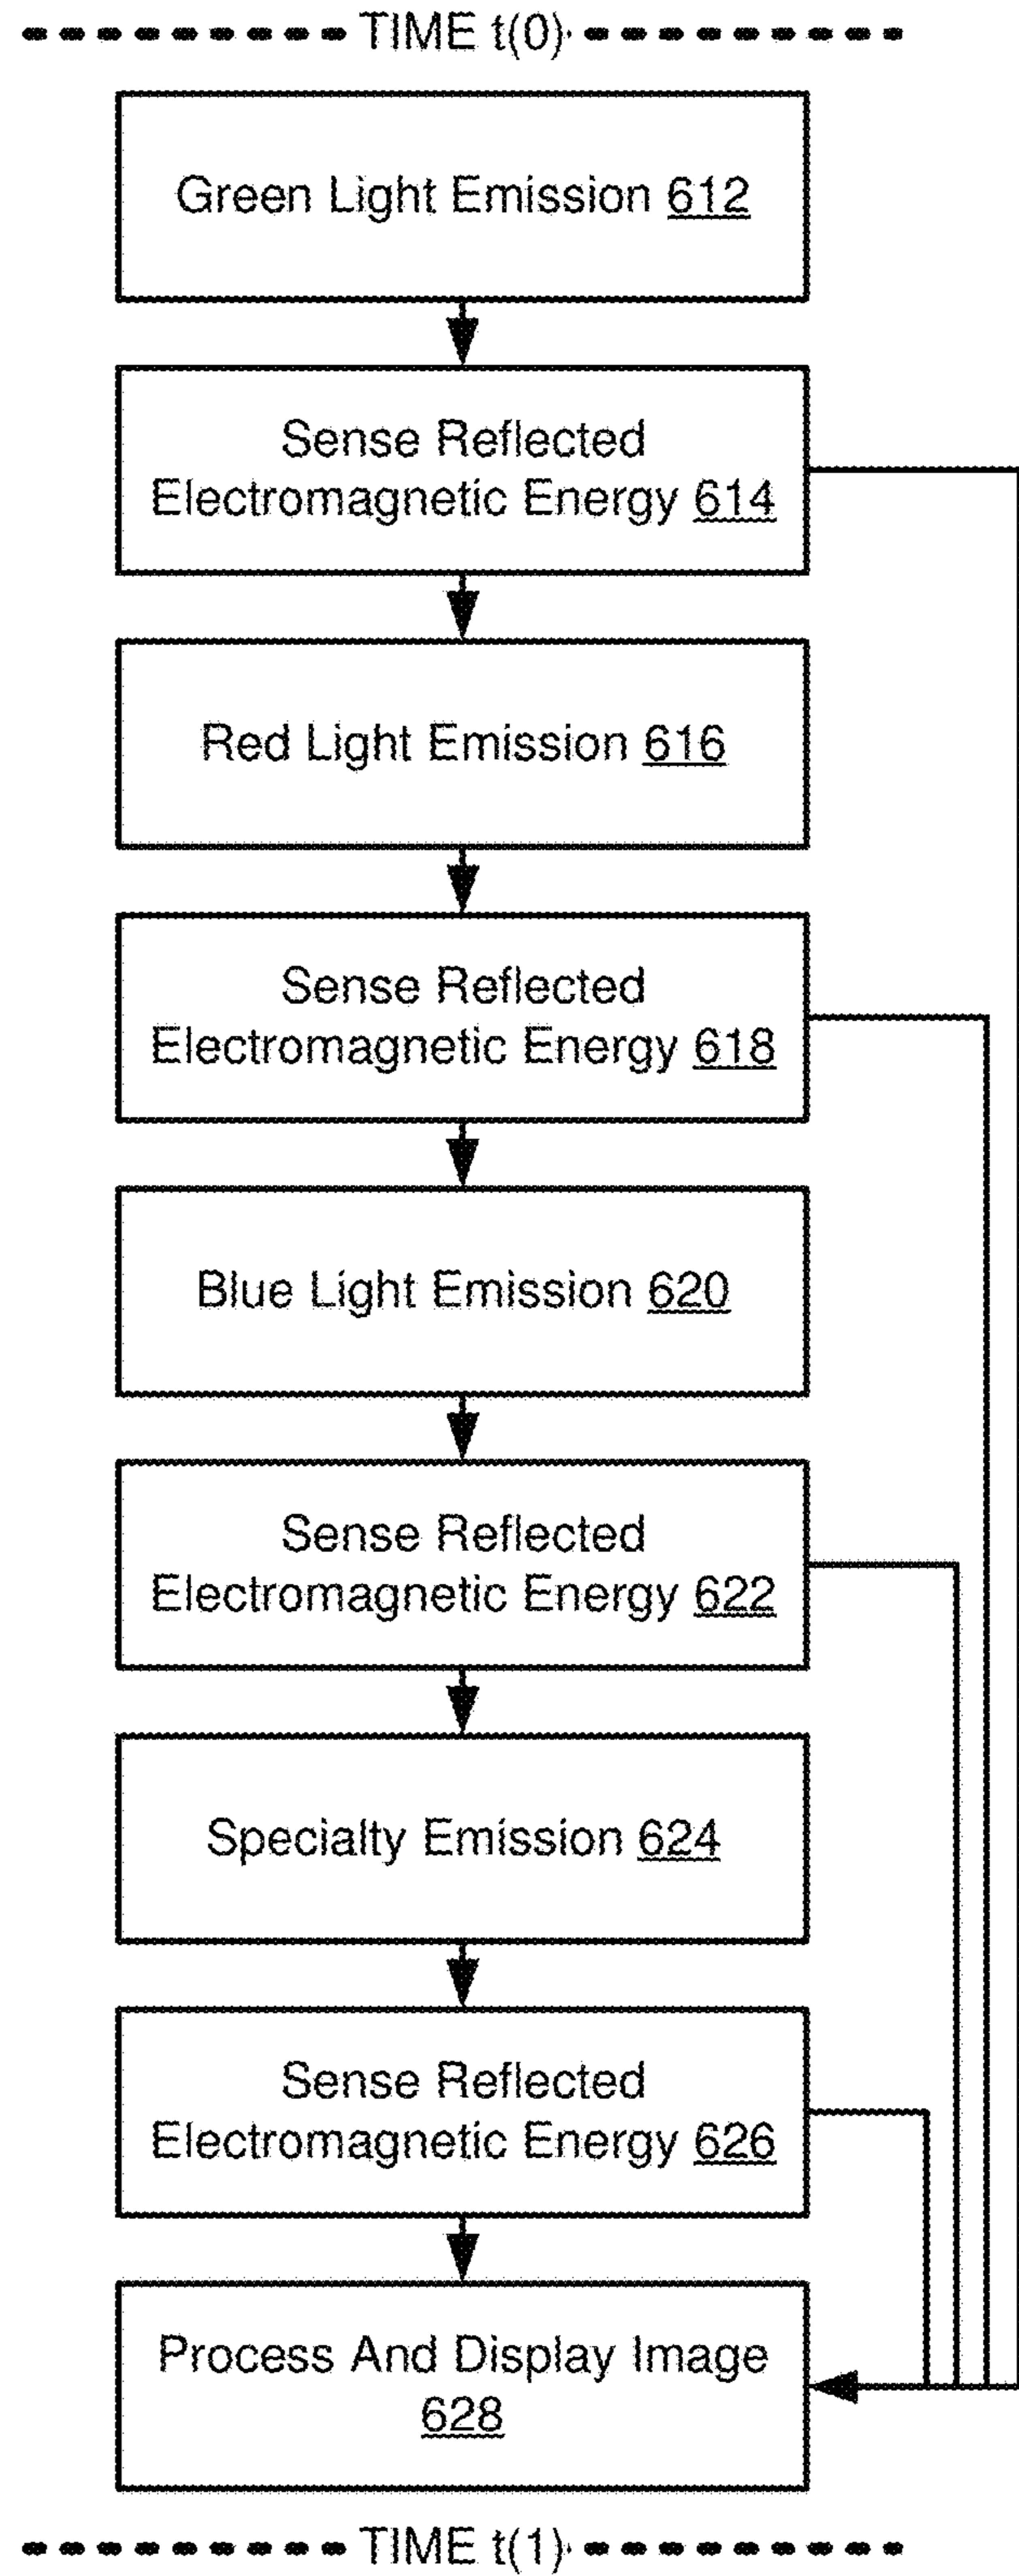 TIME t(0)
Green Light Emission 612
Sense Reflected
Electromagnetic Energy 614
Red Light Emission 616
Sense Reflected
Electromagnetic Energy 618
Blue Light Emission 620
Sense Reflected
Electromagnetic Energy 622
Specialty Emission 624
Sense Reflected
Electromagnetic Energy 626
Process And Display Image
628
TIME t(1)